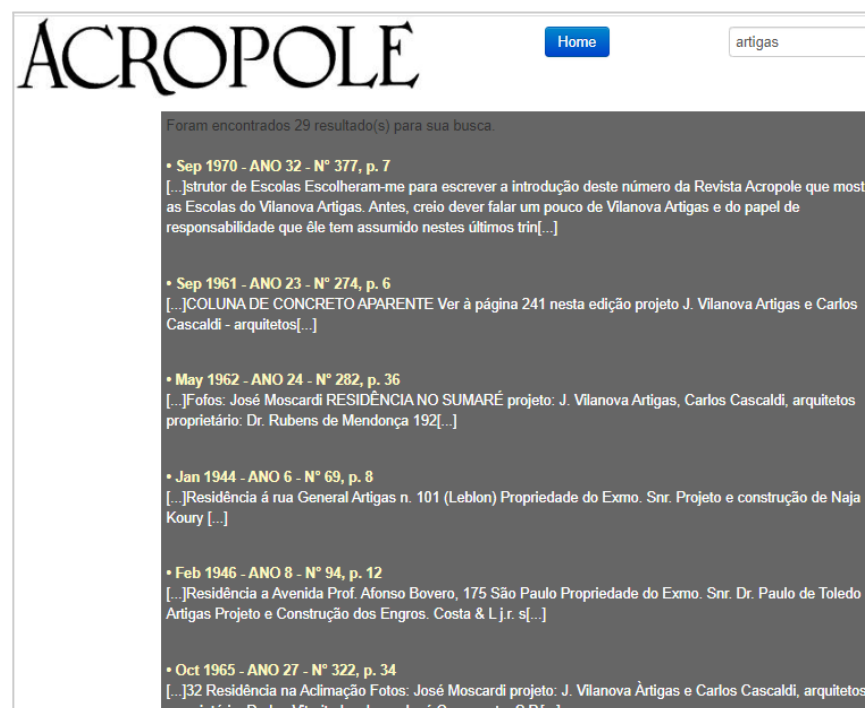 ACROPOLE
Home
artigas
Foram encontrados 29 resultado(s) para sua busca.
• Sep 1970 - ANO 32 - N° 377, p. 7
[...]strutor de Escolas Escolheram-me para escrever a introdução deste número da Revista Acropole que most
as Escolas do Vilanova Artigas. Antes, creio dever falar um pouco de Vilanova Artigas e do papel de
responsabilidade que êle tem assumido nestes últimos trin[...]
• Sep 1961 - ANO 23 - N° 274, p. 6
[...]COLUNA DE CONCRETO APARENTE Ver à página 241 nesta edição projeto J. Vilanova Artigas e Carlos
Cascaldi - arquitetos[...]
• May 1962 - ANO 24 - N° 282, p. 36
[...]Fofos: José Moscardi RESIDÊNCIA NO SUMARÉ projeto: J. Vilanova Artigas, Carlos Cascaldi, arquitetos
proprietário: Dr. Rubens de Mendonça 192[...]
• Jan 1944 - ANO 6 - N° 69, p. 8
[...]Residência á rua General Artigas n. 101 (Leblon) Propriedade do Exmo. Snr. Projeto e construção de Naja
Koury [...]
• Feb 1946 - ANO 8 - N° 94, p. 12
[...]Residência a Avenida Prof. Afonso Bovero, 175 São Paulo Propriedade do Exmo. Snr. Dr. Paulo de Toledo
Artigas Projeto e Construção dos Engros. Costa & L j.r. s[...]
• Oct 1965 - ANO 27 - N° 322, p. 34
[...]32 Residência na Aclimação Fotos: José Moscardi projeto: J. Vilanova Àrtigas e Carlos Cascaldi, arquitetos